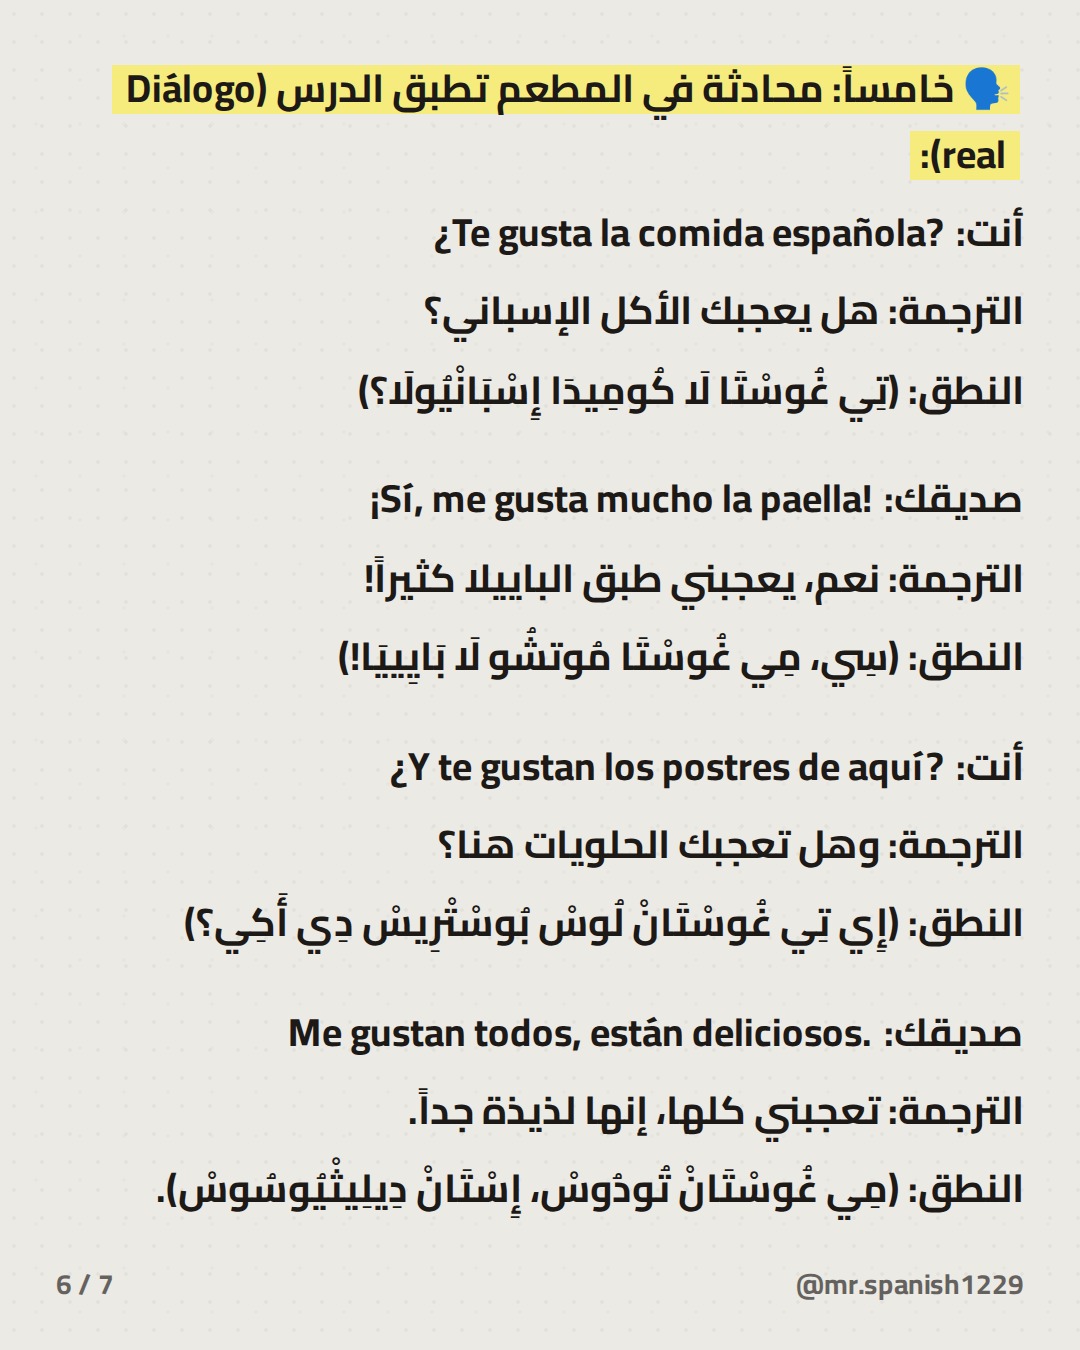 🗣️ خامساً: محادثة في المطعم تطبق الدرس (Diálogo
real):
أنت: ¿Te gusta la comida española?
الترجمة: هل يعجبك الأكل الإسباني؟
النطق: (تِي غُوسْتَا لَا كُومِيدَا إِسْبَانْيُولَا؟)
صديقك: ¡Sí, me gusta mucho la paella!
الترجمة: نعم، يعجبني طبق الباييلا كثيراً!
النطق: (سِي، مِي غُوسْتَا مُوتشُو لَا بَايِييَا!)
أنت: ¿Y te gustan los postres de aquí?
الترجمة: وهل تعجبك الحلويات هنا؟
النطق: (إِي تِي غُوسْتَانْ لُوسْ بُوسْتْرِيسْ دِي أَكِي؟)
صديقك: Me gustan todos, están deliciosos.
الترجمة: تعجبني كلها، إنها لذيذة جداً.
النطق: (مِي غُوسْتَانْ تُودُوسْ، إِسْتَانْ دِيلِيثْيُوسُوسْ).
6 / 7
@mr.spanish1229